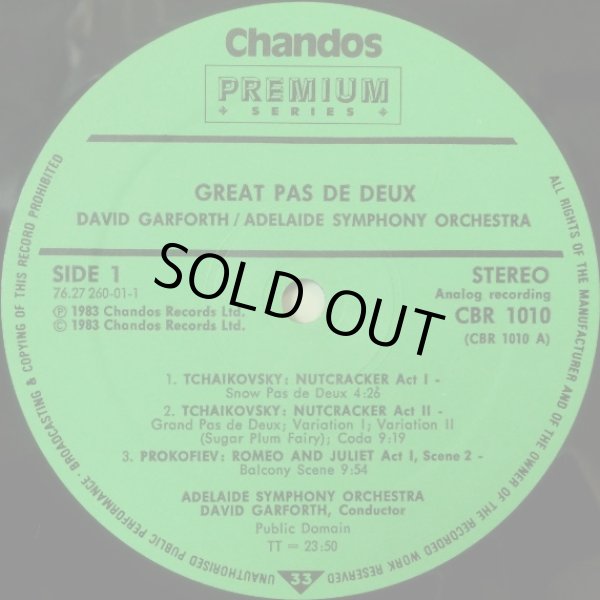 Chandos
PREMIUM
SERIES
GREAT PAS DE DEUX
DAVID GARFORTH / ADELAIDE SYMPHONY ORCHESTRA
SIDE 1
76.27 260-01-1
Ⓟ 1983 Chandos Records Ltd.
© 1983 Chandos Records Ltd.
STEREO
Analog recording
CBR 1010
(CBR 1010 A)
SOLD OUT
1. TCHAIKOVSKY: NUTCRACKER Act I -
Snow Pas de Deux 4:26
2. TCHAIKOVSKY: NUTCRACKER Act II -
Grand Pas de Deux; Variation I; Variation II
(Sugar Plum Fairy); Coda 9:19
3. PROKOFIEV: ROMEO AND JULIET Act I, Scene 2 -
Balcony Scene 9:54
ADELAIDE SYMPHONY ORCHESTRA
DAVID GARFORTH, Conductor
Public Domain
TT = 23:50
33
ALL RIGHTS OF THE MANUFACTURER AND OF THE OWNER OF THE RECORDED WORK RESERVED
UNAUTHORISED PUBLIC PERFORMANCE · BROADCASTING & COPYING OF THIS RECORD PROHIBITED